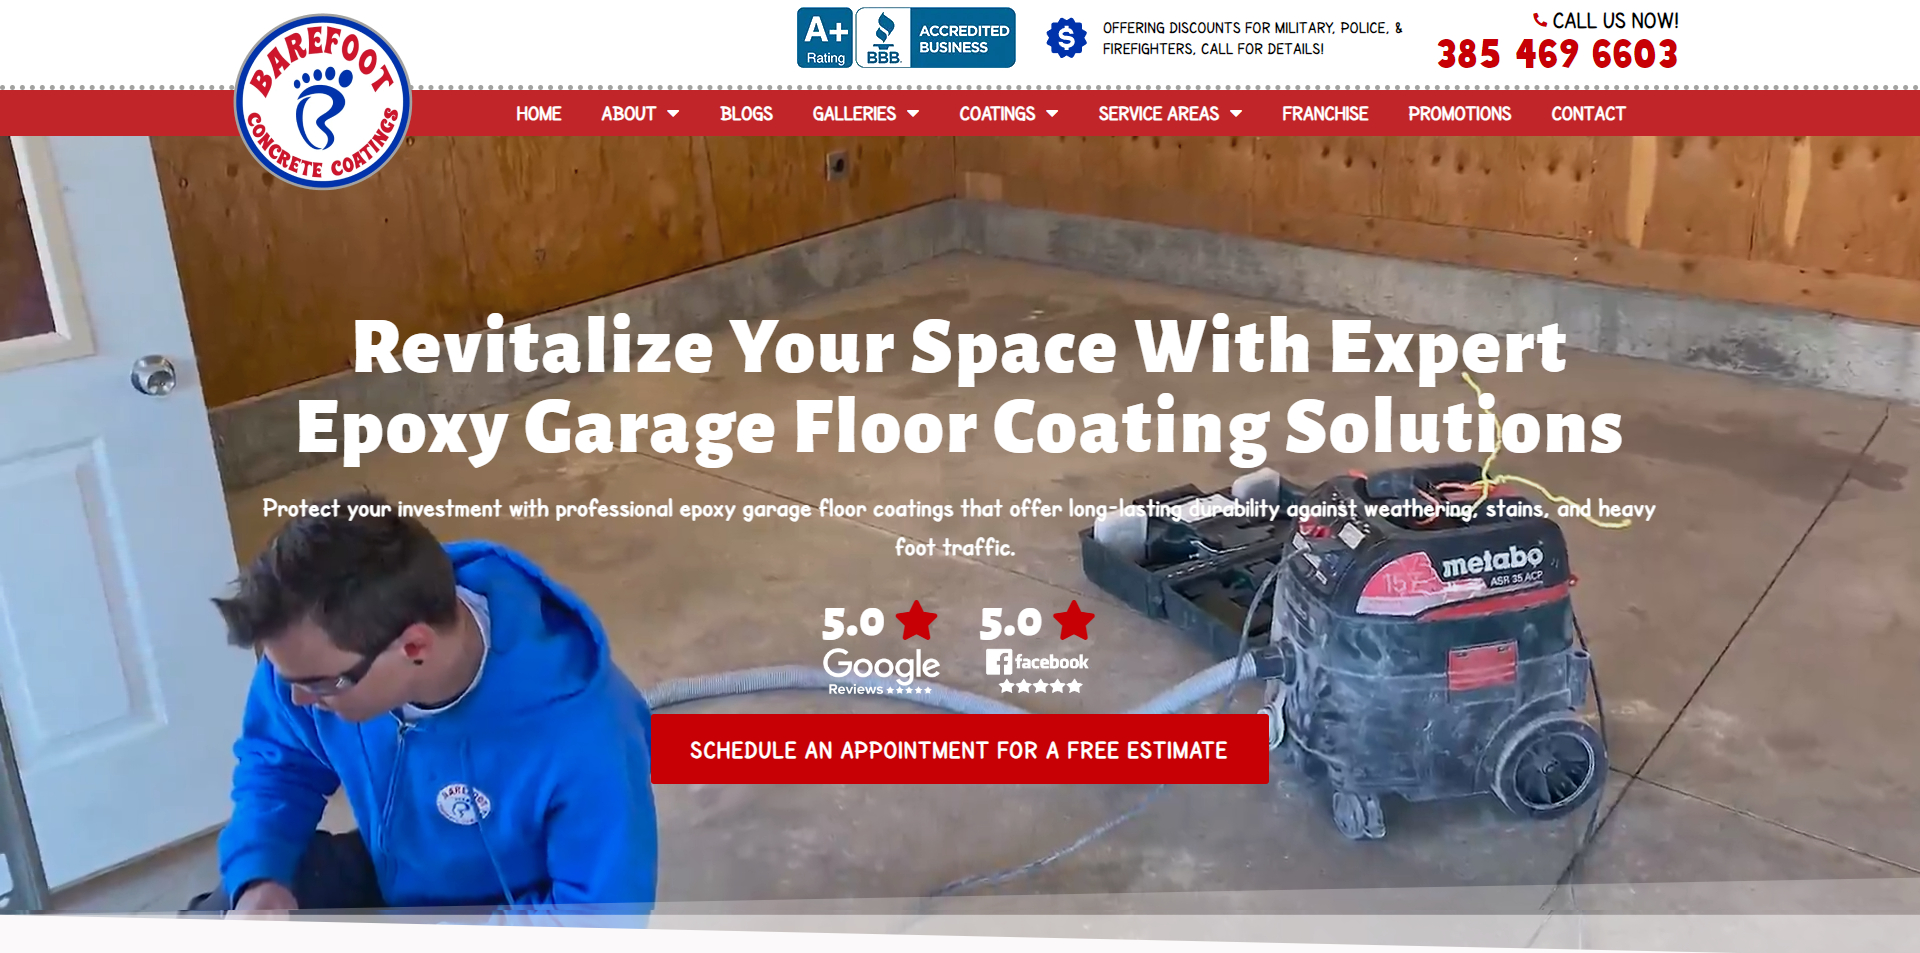 BAREFOOT
CONCRETE COATINGS
A+
Rating
BBB
ACCREDITED
BUSINESS
OFFERING DISCOUNTS FOR MILITARY, POLICE, &
FIREFIGHTERS, CALL FOR DETAILS!
CALL US NOW!
385 469 6603
HOME ABOUT BLOGS GALLERIES COATINGS SERVICE AREAS FRANCHISE PROMOTIONS CONTACT
Revitalize Your Space With Expert
Epoxy Garage Floor Coating Solutions
Protect your investment with professional epoxy garage floor coatings that offer long-lasting durability against weathering, stains, and heavy
foot traffic.
metabo
ASR 35 ACP
5.0 5.0
Google facebook
Reviews
SCHEDULE AN APPOINTMENT FOR A FREE ESTIMATE